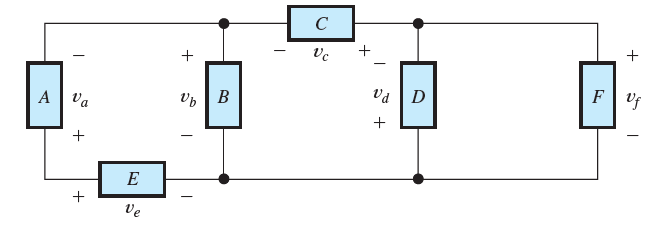 C
− v_c +
− + − +
A v_a v_b B v_d D F v_f
+ − + −
E
+ −
v_e